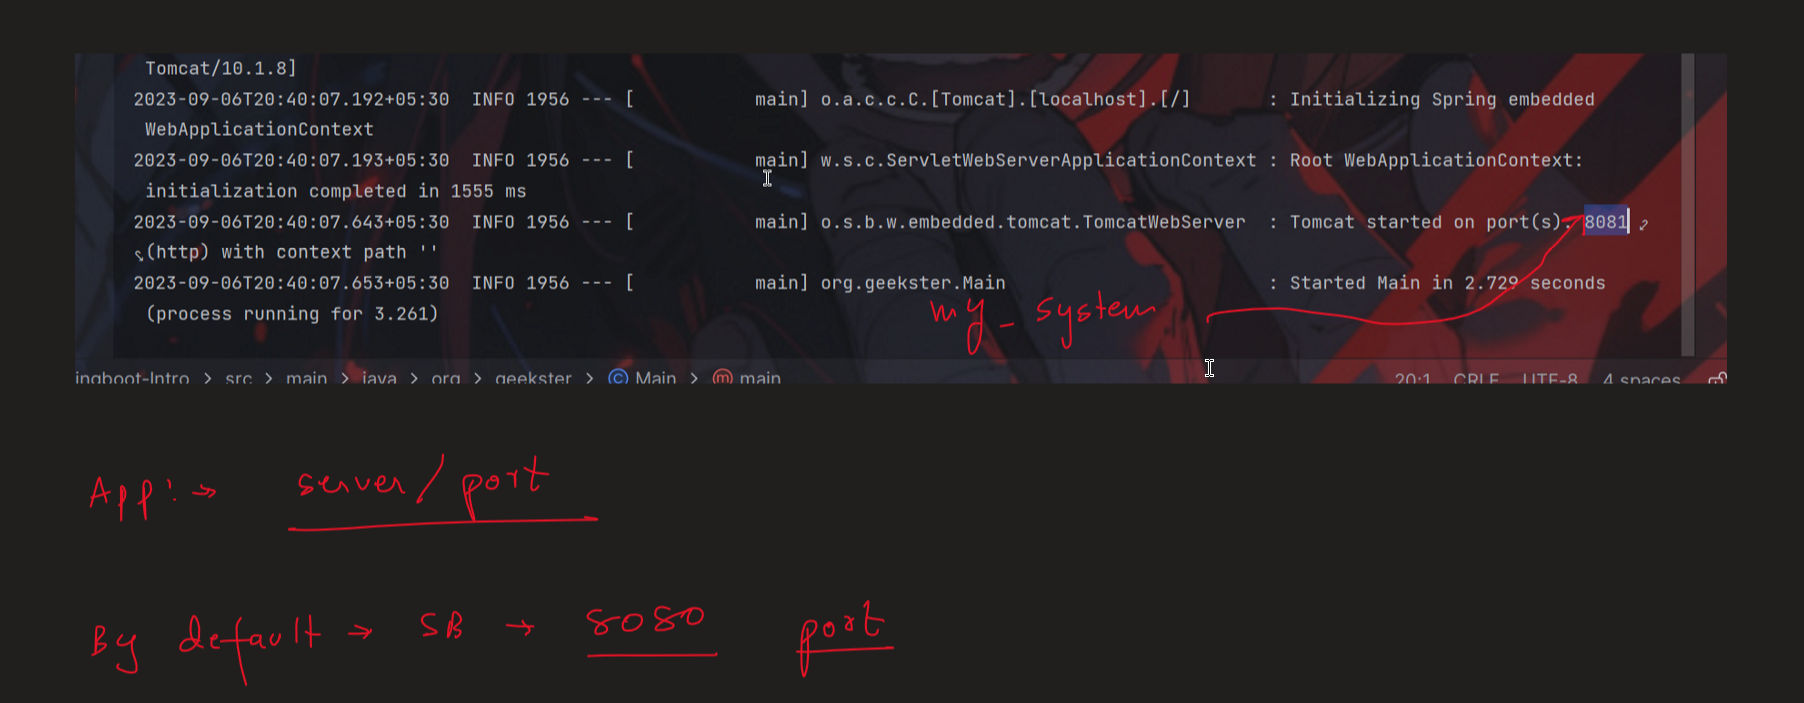 Tomcat/10.1.8]
2023-09-06T20:40:07.192+05:30  INFO 1956 --- [           main] o.a.c.c.C.[Tomcat].[localhost].[/]       : Initializing Spring embedded
WebApplicationContext
2023-09-06T20:40:07.193+05:30  INFO 1956 --- [           main] w.s.c.ServletWebServerApplicationContext : Root WebApplicationContext:
initialization completed in 1555 ms
2023-09-06T20:40:07.643+05:30  INFO 1956 --- [           main] o.s.b.w.embedded.tomcat.TomcatWebServer  : Tomcat started on port(s): 8081
(http) with context path ''
2023-09-06T20:40:07.653+05:30  INFO 1956 --- [           main] org.geekster.Main                        : Started Main in 2.729 seconds
(process running for 3.261)
my_system
ingboot-Intro > src > main > java > org > geekster > Main > main 20:1 CRLF UTF-8 4 spaces
App:→ server/port
By default → SB → 8080 port